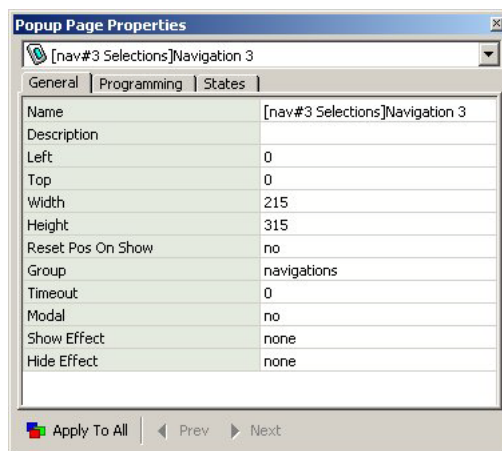 Popup Page Properties
[nav#3 Selections]Navigation 3
General Programming States
Name [nav#3 Selections]Navigation 3
Description
Left 0
Top 0
Width 215
Height 315
Reset Pos On Show no
Group navigations
Timeout 0
Modal no
Show Effect none
Hide Effect none
Apply To All Prev Next